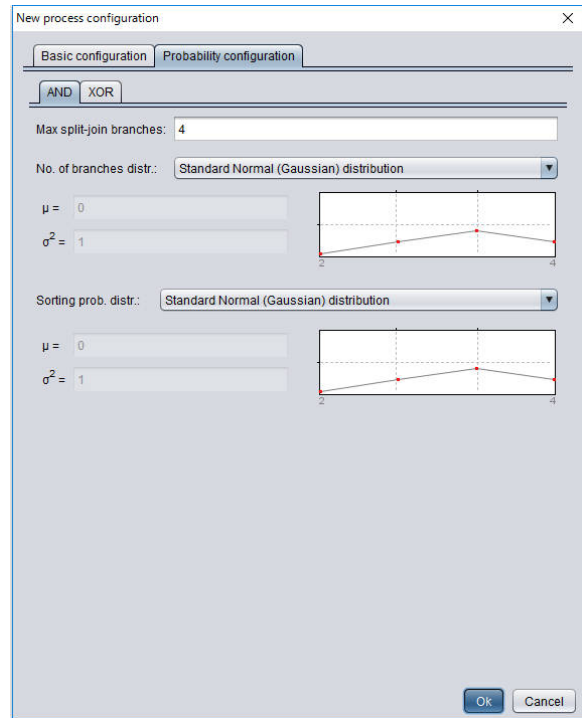 New process configuration
Basic configuration Probability configuration
AND XOR
Max split-join branches: 4
No. of branches distr.: Standard Normal (Gaussian) distribution
μ = 0
σ² = 1
2 4
Sorting prob. distr.: Standard Normal (Gaussian) distribution
μ = 0
σ² = 1
2 4
Ok Cancel